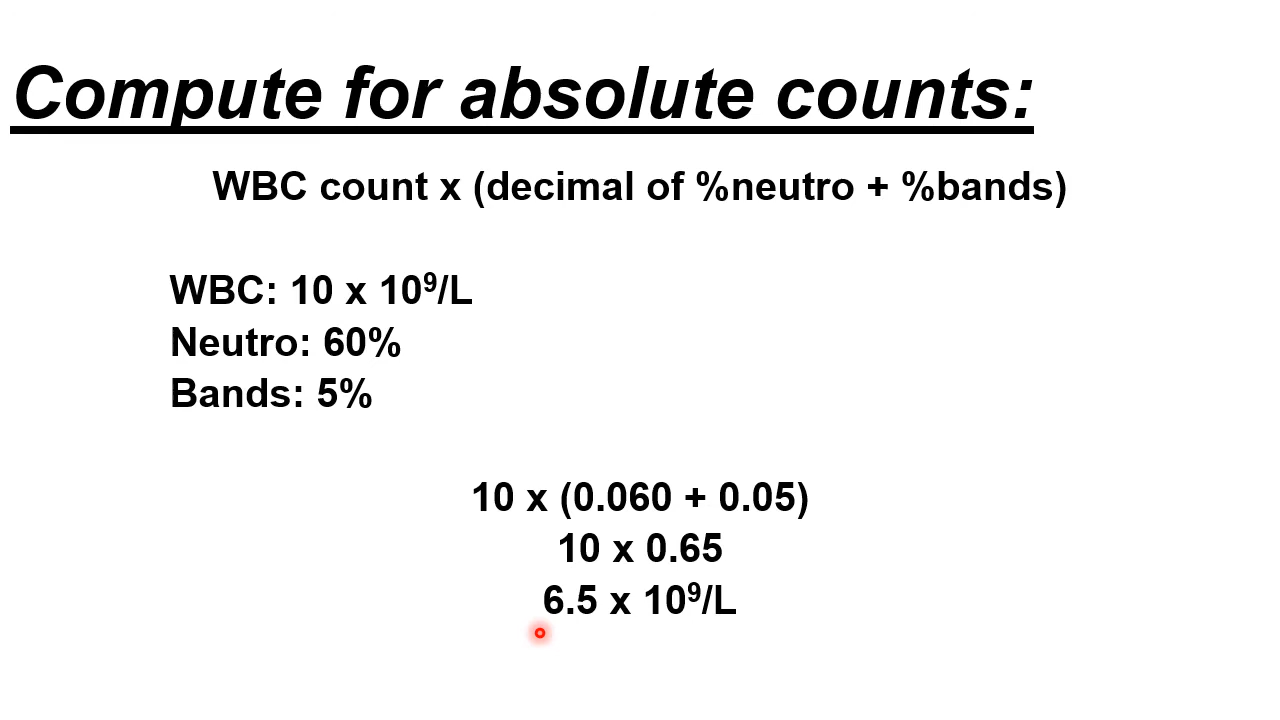 Compute for absolute counts:
WBC count x (decimal of %neutro + %bands)
WBC: 10 x 10⁹/L
Neutro: 60%
Bands: 5%
10 x (0.060 + 0.05)
10 x 0.65
6.5 x 10⁹/L